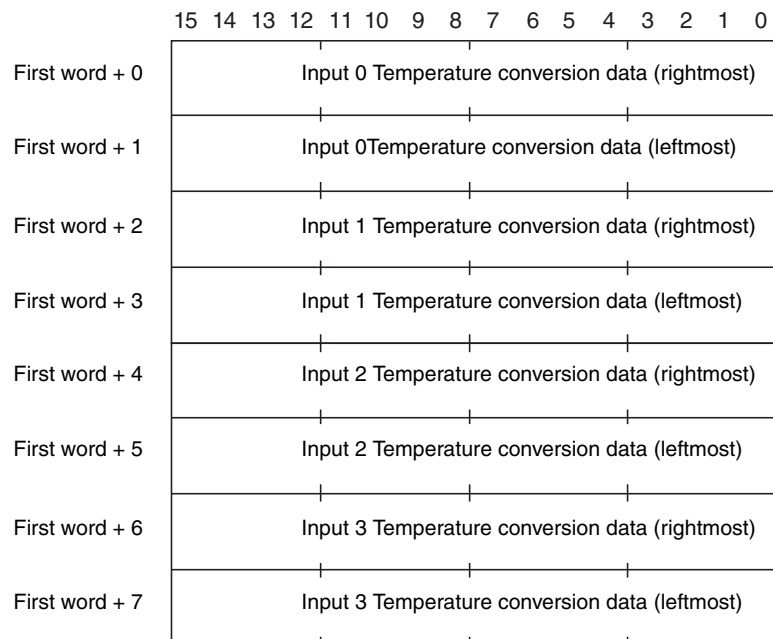 15 14 13 12 11 10 9 8 7 6 5 4 3 2 1 0
First word + 0 Input 0 Temperature conversion data (rightmost)
First word + 1 Input 0Temperature conversion data (leftmost)
First word + 2 Input 1 Temperature conversion data (rightmost)
First word + 3 Input 1 Temperature conversion data (leftmost)
First word + 4 Input 2 Temperature conversion data (rightmost)
First word + 5 Input 2 Temperature conversion data (leftmost)
First word + 6 Input 3 Temperature conversion data (rightmost)
First word + 7 Input 3 Temperature conversion data (leftmost)